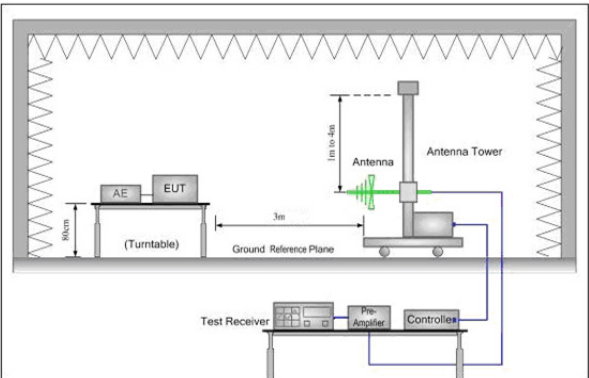 1m to 4m
Antenna
Antenna Tower
AE
EUT
80cm
(Turntable)
3m
Ground Reference Plane
Test Receiver
Pre-
Amplifier
Controller